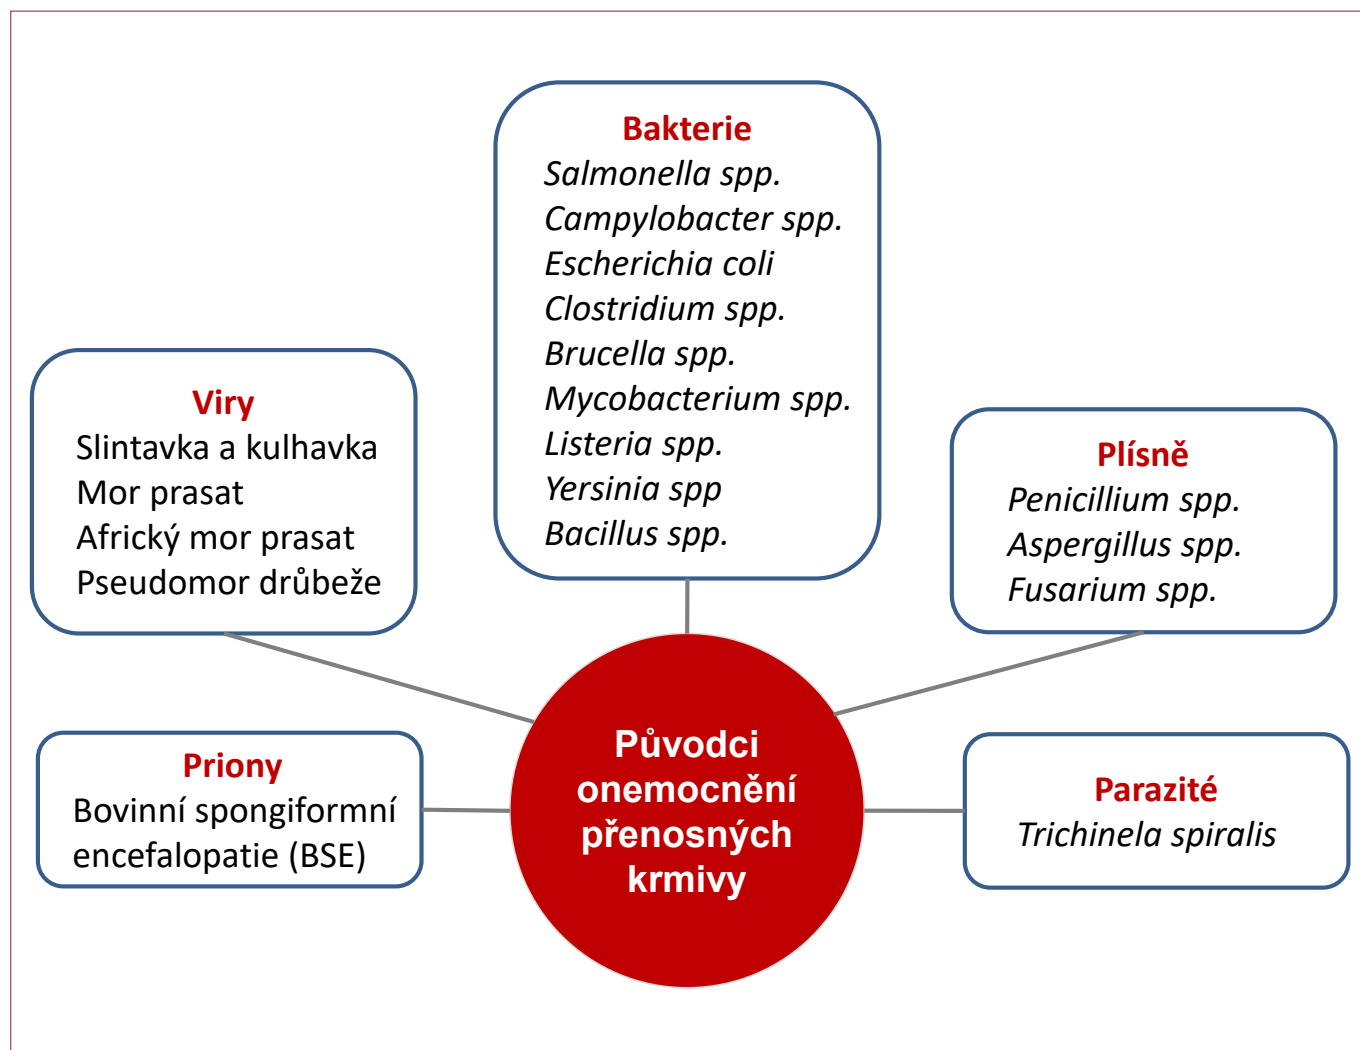 Bakterie
Salmonella spp.
Campylobacter spp.
Escherichia coli
Clostridium spp.
Brucella spp.
Mycobacterium spp.
Listeria spp.
Yersinia spp
Bacillus spp.
Viry
Slintavka a kulhavka
Mor prasat
Africký mor prasat
Pseudomor drůbeže
Plísně
Penicillium spp.
Aspergillus spp.
Fusarium spp.
Priony
Bovinní spongiformní
encefalopatie (BSE)
Původci
onemocnění
přenosných
krmivy
Parazité
Trichinela spiralis